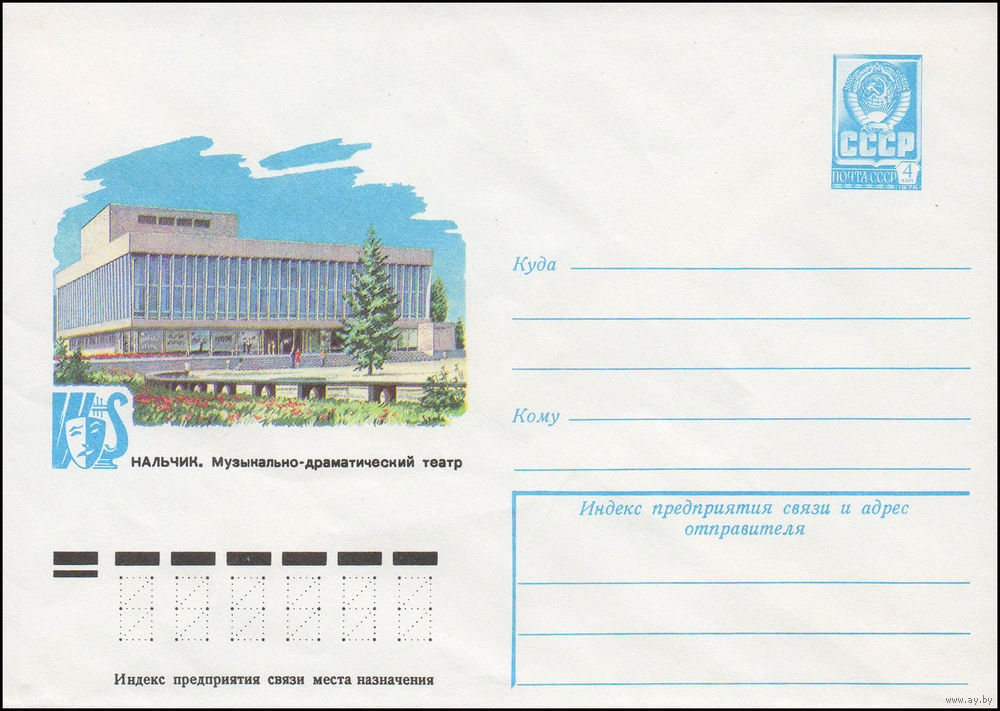 СССР
ПОЧТА·СССР 4 КОП
1976
Куда
Кому
НАЛЬЧИК. Музыкально-драматический театр
Индекс предприятия связи и адрес
отправителя
Индекс предприятия связи места назначения
www.ay.by